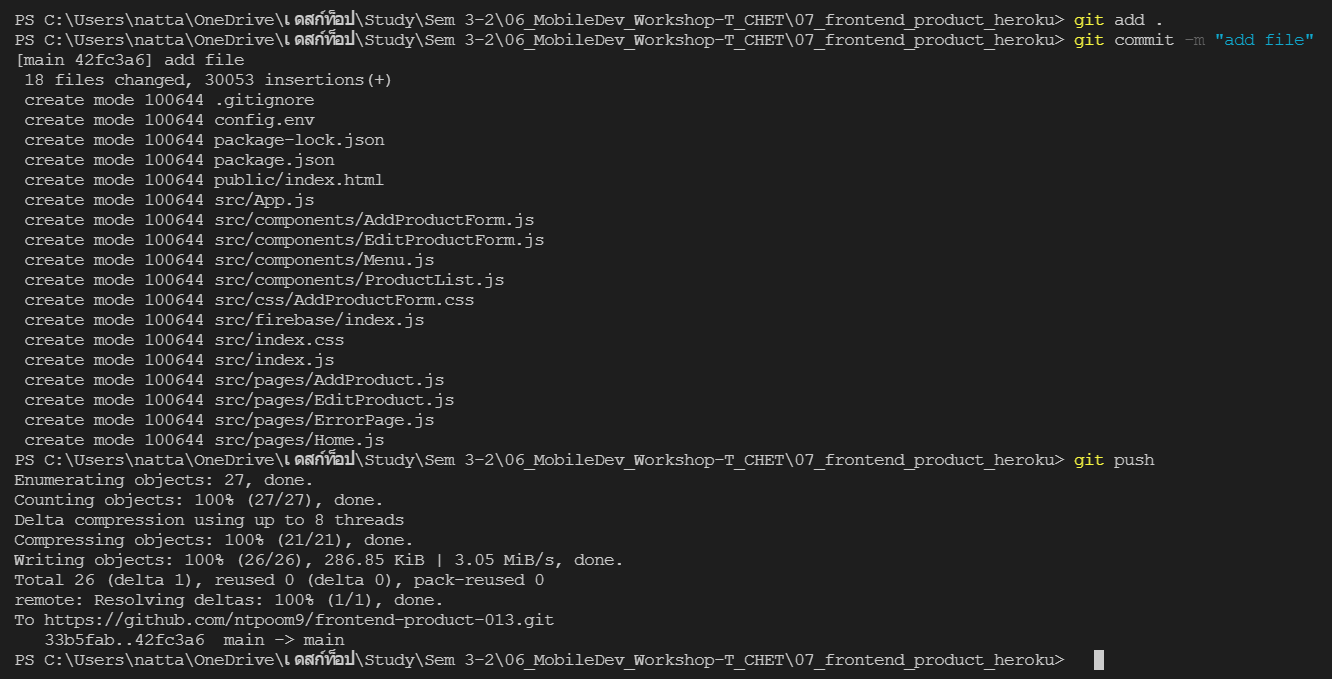 PS C:\Users\natta\OneDrive\เดสก์ท็อป\Study\Sem 3-2\06_MobileDev_Workshop-T_CHET\07_frontend_product_heroku> git add .
PS C:\Users\natta\OneDrive\เดสก์ท็อป\Study\Sem 3-2\06_MobileDev_Workshop-T_CHET\07_frontend_product_heroku> git commit -m "add file"
[main 42fc3a6] add file
 18 files changed, 30053 insertions(+)
 create mode 100644 .gitignore
 create mode 100644 config.env
 create mode 100644 package-lock.json
 create mode 100644 package.json
 create mode 100644 public/index.html
 create mode 100644 src/App.js
 create mode 100644 src/components/AddProductForm.js
 create mode 100644 src/components/EditProductForm.js
 create mode 100644 src/components/Menu.js
 create mode 100644 src/components/ProductList.js
 create mode 100644 src/css/AddProductForm.css
 create mode 100644 src/firebase/index.js
 create mode 100644 src/index.css
 create mode 100644 src/index.js
 create mode 100644 src/pages/AddProduct.js
 create mode 100644 src/pages/EditProduct.js
 create mode 100644 src/pages/ErrorPage.js
 create mode 100644 src/pages/Home.js
PS C:\Users\natta\OneDrive\เดสก์ท็อป\Study\Sem 3-2\06_MobileDev_Workshop-T_CHET\07_frontend_product_heroku> git push
Enumerating objects: 27, done.
Counting objects: 100% (27/27), done.
Delta compression using up to 8 threads
Compressing objects: 100% (21/21), done.
Writing objects: 100% (26/26), 286.85 KiB | 3.05 MiB/s, done.
Total 26 (delta 1), reused 0 (delta 0), pack-reused 0
remote: Resolving deltas: 100% (1/1), done.
To https://github.com/ntpoom9/frontend-product-013.git
   33b5fab..42fc3a6  main -> main
PS C:\Users\natta\OneDrive\เดสก์ท็อป\Study\Sem 3-2\06_MobileDev_Workshop-T_CHET\07_frontend_product_heroku>